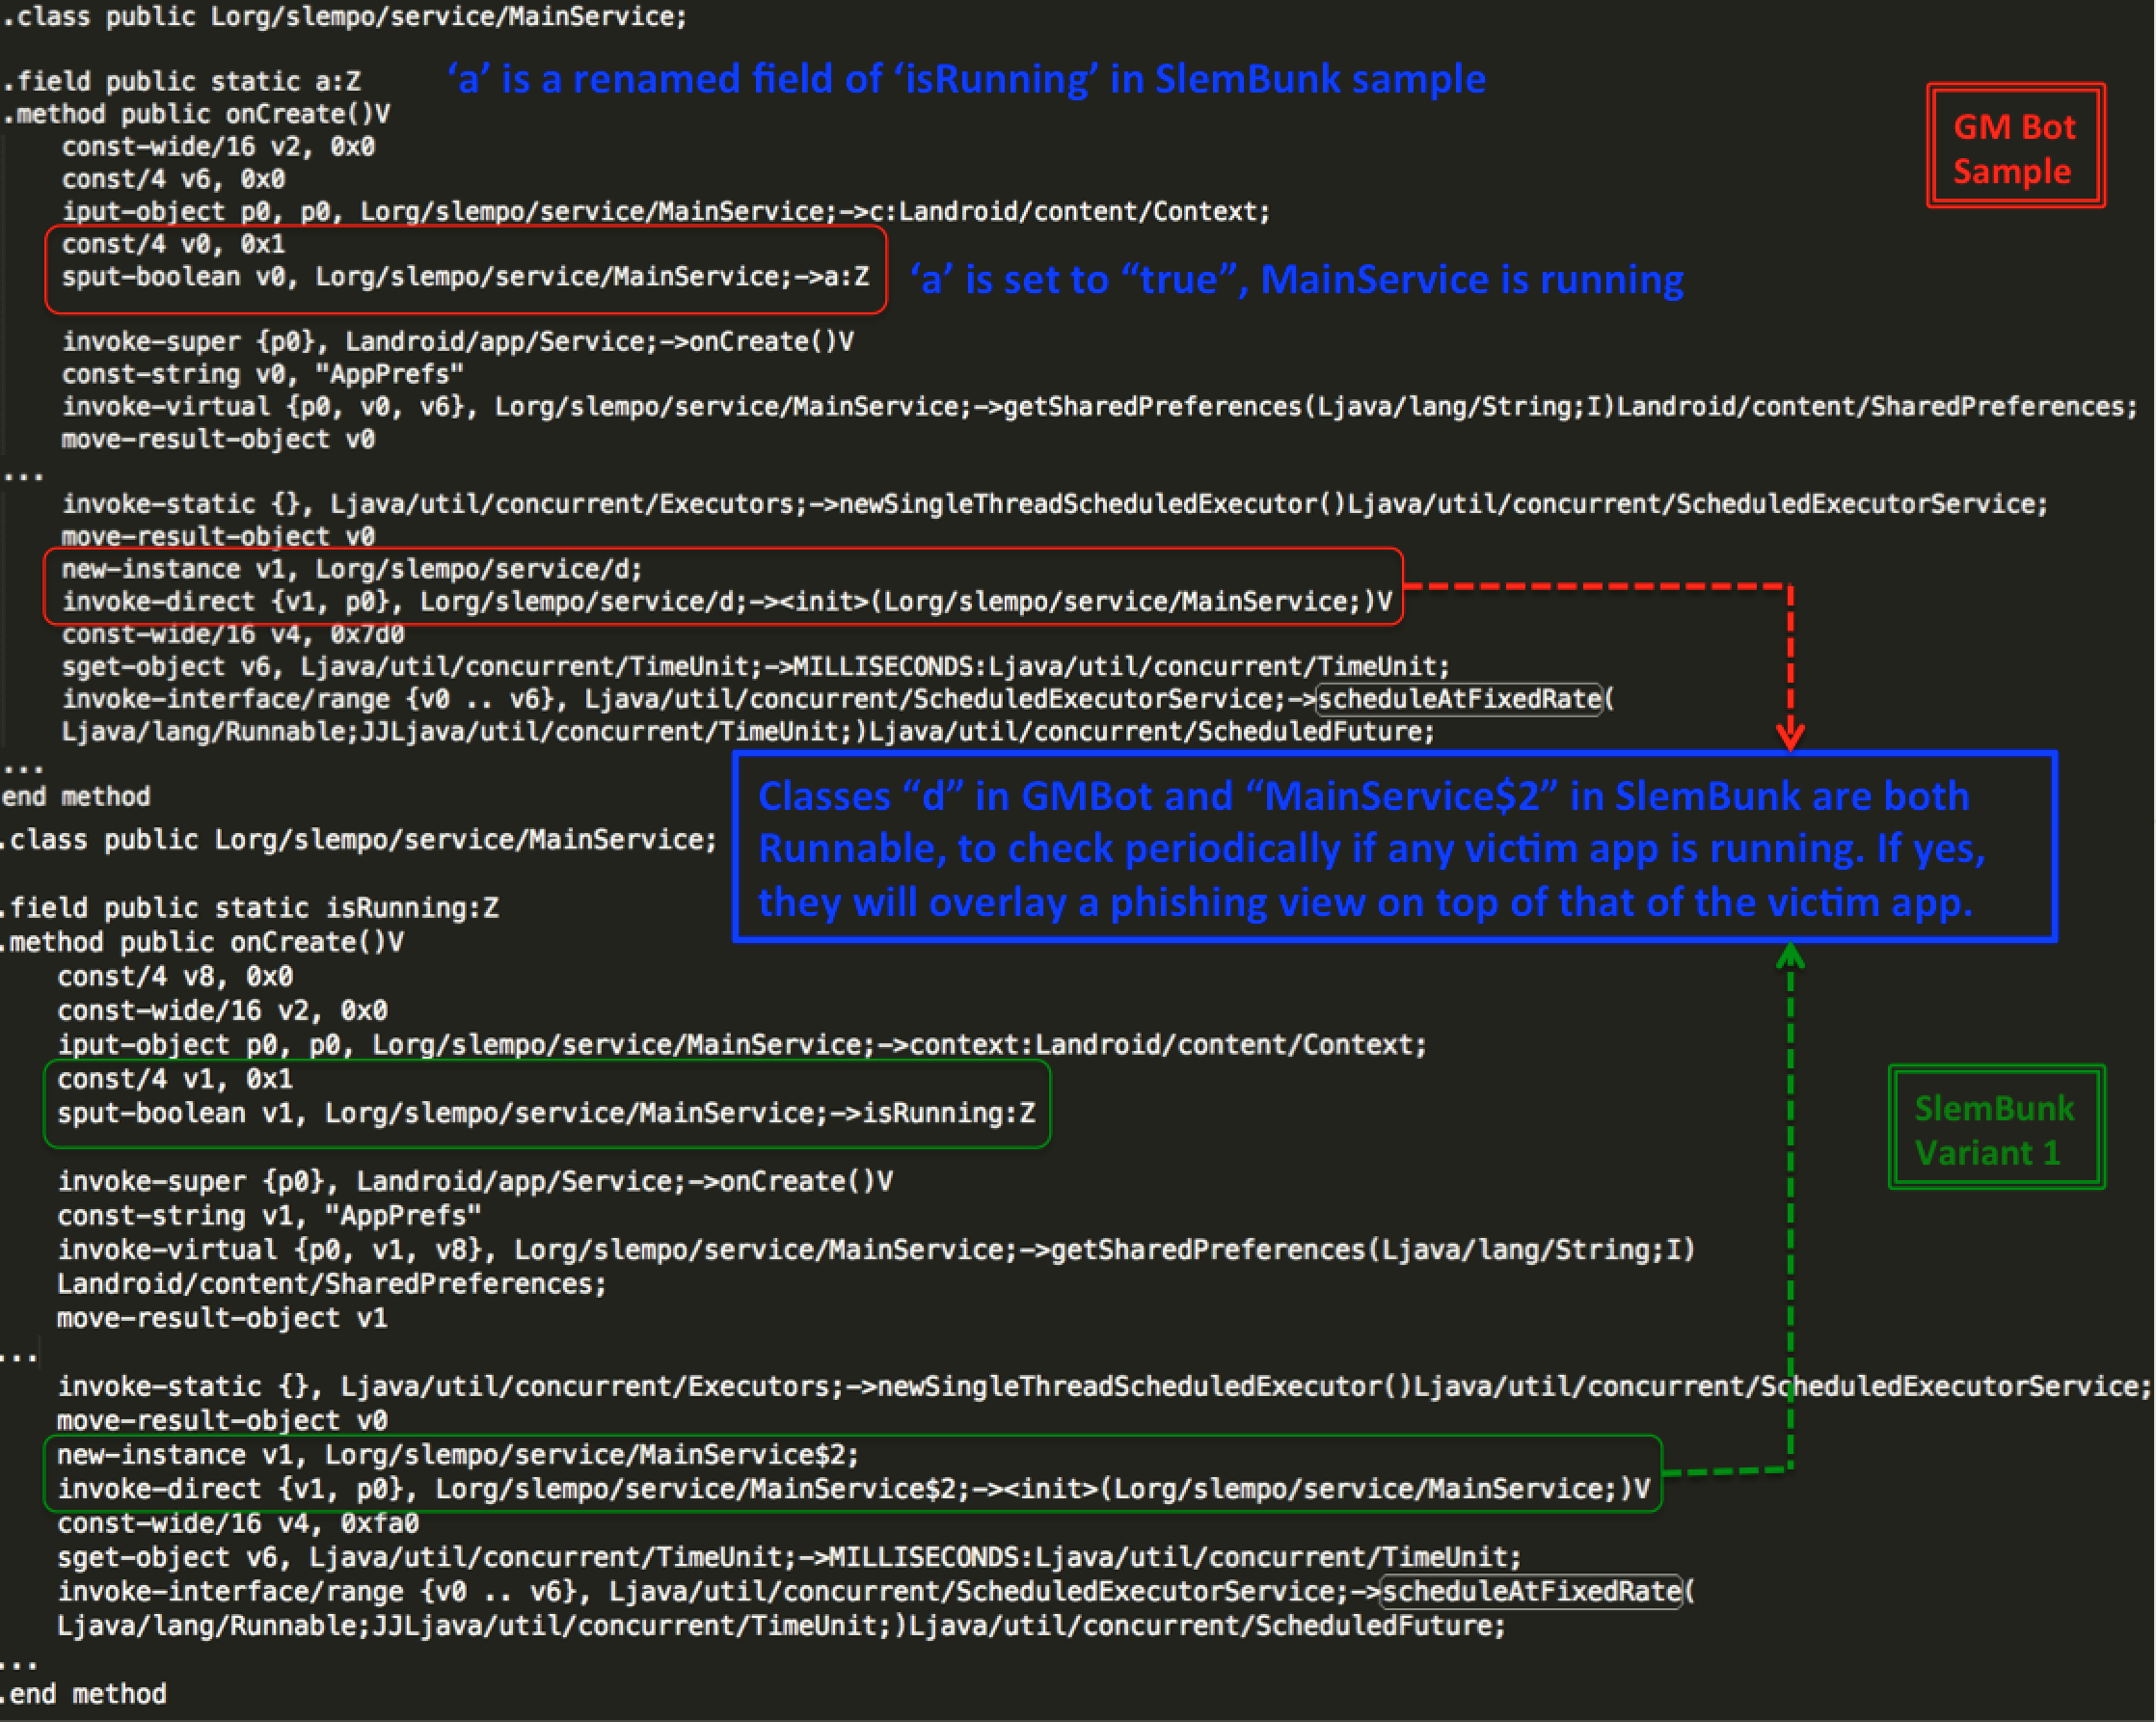 .class public Lorg/slempo/service/MainService;
.field public static a:Z
‘a’ is a renamed field of ‘isRunning’ in SlemBunk sample
.method public onCreate()V
GM Bot
Sample
const-wide/16 v2, 0x0
const/4 v6, 0x0
iput-object p0, p0, Lorg/slempo/service/MainService;->c:Landroid/content/Context;
const/4 v0, 0x1
sput-boolean v0, Lorg/slempo/service/MainService;->a:Z
‘a’ is set to “true”, MainService is running
invoke-super {p0}, Landroid/app/Service;->onCreate()V
const-string v0, "AppPrefs"
invoke-virtual {p0, v0, v6}, Lorg/slempo/service/MainService;->getSharedPreferences(Ljava/lang/String;I)Landroid/content/SharedPreferences;
move-result-object v0
...
invoke-static {}, Ljava/util/concurrent/Executors;->newSingleThreadScheduledExecutor()Ljava/util/concurrent/ScheduledExecutorService;
move-result-object v0
new-instance v1, Lorg/slempo/service/d;
invoke-direct {v1, p0}, Lorg/slempo/service/d;-><init>(Lorg/slempo/service/MainService;)V
const-wide/16 v4, 0x7d0
sget-object v6, Ljava/util/concurrent/TimeUnit;->MILLISECONDS:Ljava/util/concurrent/TimeUnit;
invoke-interface/range {v0 .. v6}, Ljava/util/concurrent/ScheduledExecutorService;->scheduleAtFixedRate(
Ljava/lang/Runnable;JJLjava/util/concurrent/TimeUnit;)Ljava/util/concurrent/ScheduledFuture;
...
end method
Classes “d” in GMBot and “MainService$2” in SlemBunk are both
Runnable, to check periodically if any victim app is running. If yes,
they will overlay a phishing view on top of that of the victim app.
.class public Lorg/slempo/service/MainService;
.field public static isRunning:Z
.method public onCreate()V
const/4 v8, 0x0
const-wide/16 v2, 0x0
iput-object p0, p0, Lorg/slempo/service/MainService;->context:Landroid/content/Context;
const/4 v1, 0x1
sput-boolean v1, Lorg/slempo/service/MainService;->isRunning:Z
SlemBunk
Variant 1
invoke-super {p0}, Landroid/app/Service;->onCreate()V
const-string v1, "AppPrefs"
invoke-virtual {p0, v1, v8}, Lorg/slempo/service/MainService;->getSharedPreferences(Ljava/lang/String;I)
Landroid/content/SharedPreferences;
move-result-object v1
...
invoke-static {}, Ljava/util/concurrent/Executors;->newSingleThreadScheduledExecutor()Ljava/util/concurrent/ScheduledExecutorService;
move-result-object v0
new-instance v1, Lorg/slempo/service/MainService$2;
invoke-direct {v1, p0}, Lorg/slempo/service/MainService$2;-><init>(Lorg/slempo/service/MainService;)V
const-wide/16 v4, 0xfa0
sget-object v6, Ljava/util/concurrent/TimeUnit;->MILLISECONDS:Ljava/util/concurrent/TimeUnit;
invoke-interface/range {v0 .. v6}, Ljava/util/concurrent/ScheduledExecutorService;->scheduleAtFixedRate(
Ljava/lang/Runnable;JJLjava/util/concurrent/TimeUnit;)Ljava/util/concurrent/ScheduledFuture;
...
.end method